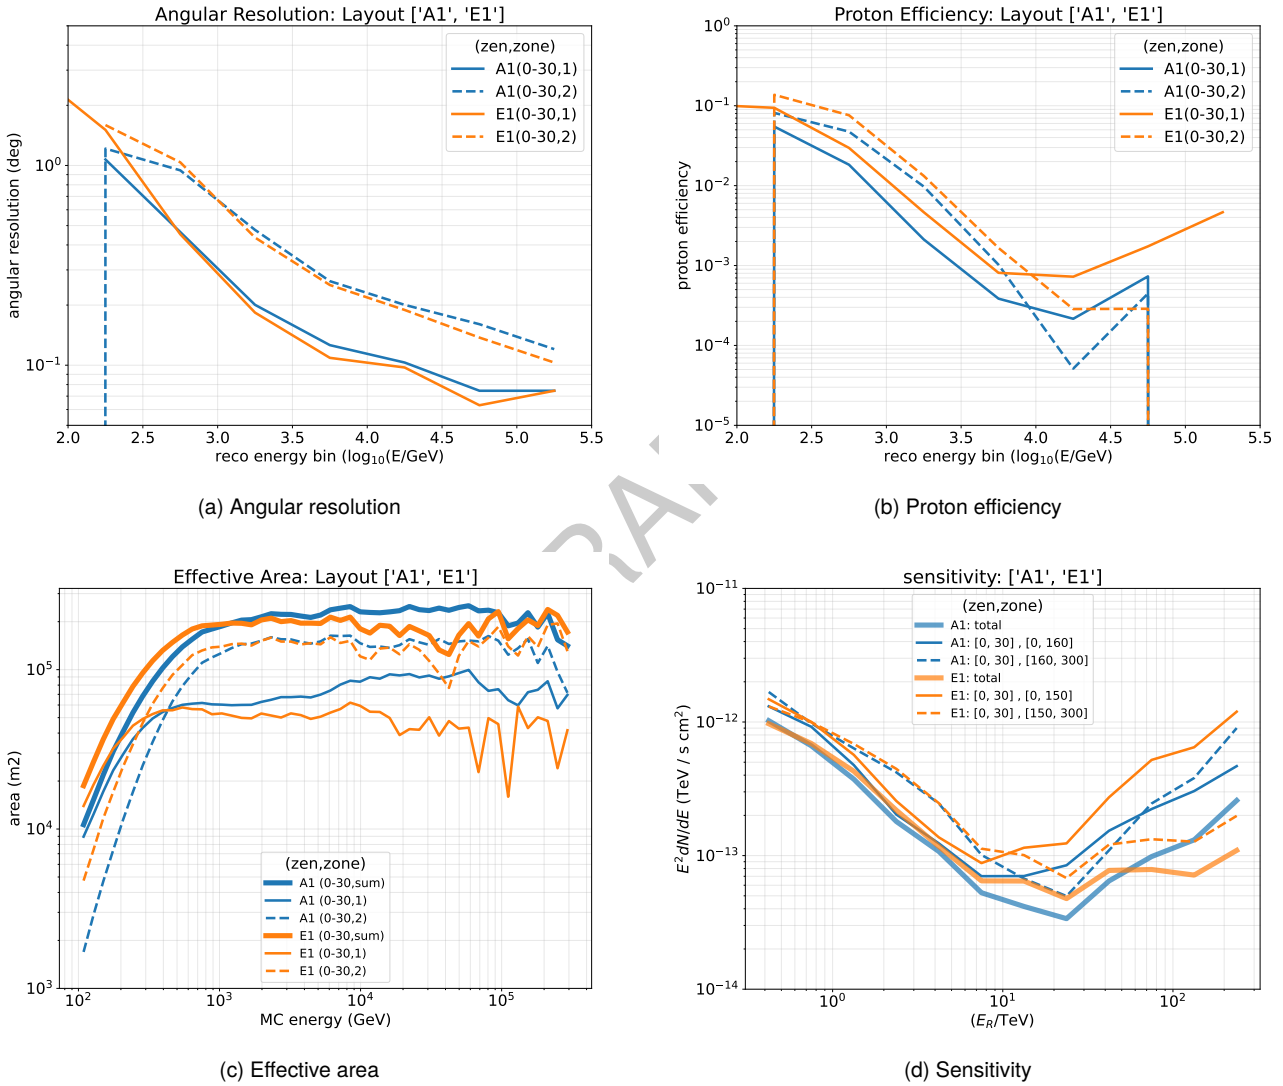 Angular Resolution: Layout ['A1', 'E1']
(zen,zone)
A1(0-30,1)
A1(0-30,2)
E1(0-30,1)
E1(0-30,2)
angular resolution (deg)
10⁰
10⁻¹
2.0 2.5 3.0 3.5 4.0 4.5 5.0 5.5
reco energy bin (log₁₀(E/GeV)
(a) Angular resolution
Proton Efficiency: Layout ['A1', 'E1']
(zen,zone)
A1(0-30,1)
A1(0-30,2)
E1(0-30,1)
E1(0-30,2)
proton efficiency
10⁰
10⁻¹
10⁻²
10⁻³
10⁻⁴
10⁻⁵
2.0 2.5 3.0 3.5 4.0 4.5 5.0 5.5
reco energy bin (log₁₀(E/GeV)
(b) Proton efficiency
Effective Area: Layout ['A1', 'E1']
area (m2)
10⁵
10⁴
10³
(zen,zone)
A1 (0-30,sum)
A1 (0-30,1)
A1 (0-30,2)
E1 (0-30,sum)
E1 (0-30,1)
E1 (0-30,2)
10² 10³ 10⁴ 10⁵
MC energy (GeV)
(c) Effective area
sensitivity: ['A1', 'E1']
(zen,zone)
A1: total
A1: [0, 30] , [0, 160]
A1: [0, 30] , [160, 300]
E1: total
E1: [0, 30] , [0, 150]
E1: [0, 30] , [150, 300]
E²dN/dE (TeV / s cm²)
10⁻¹¹
10⁻¹²
10⁻¹³
10⁻¹⁴
10⁰ 10¹ 10²
(E_R/TeV)
(d) Sensitivity